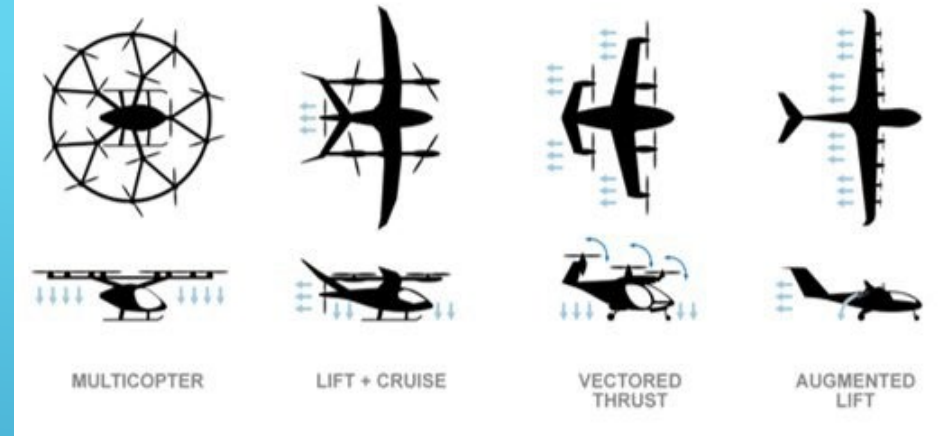 MULTICOPTER
LIFT + CRUISE
VECTORED
THRUST
AUGMENTED
LIFT